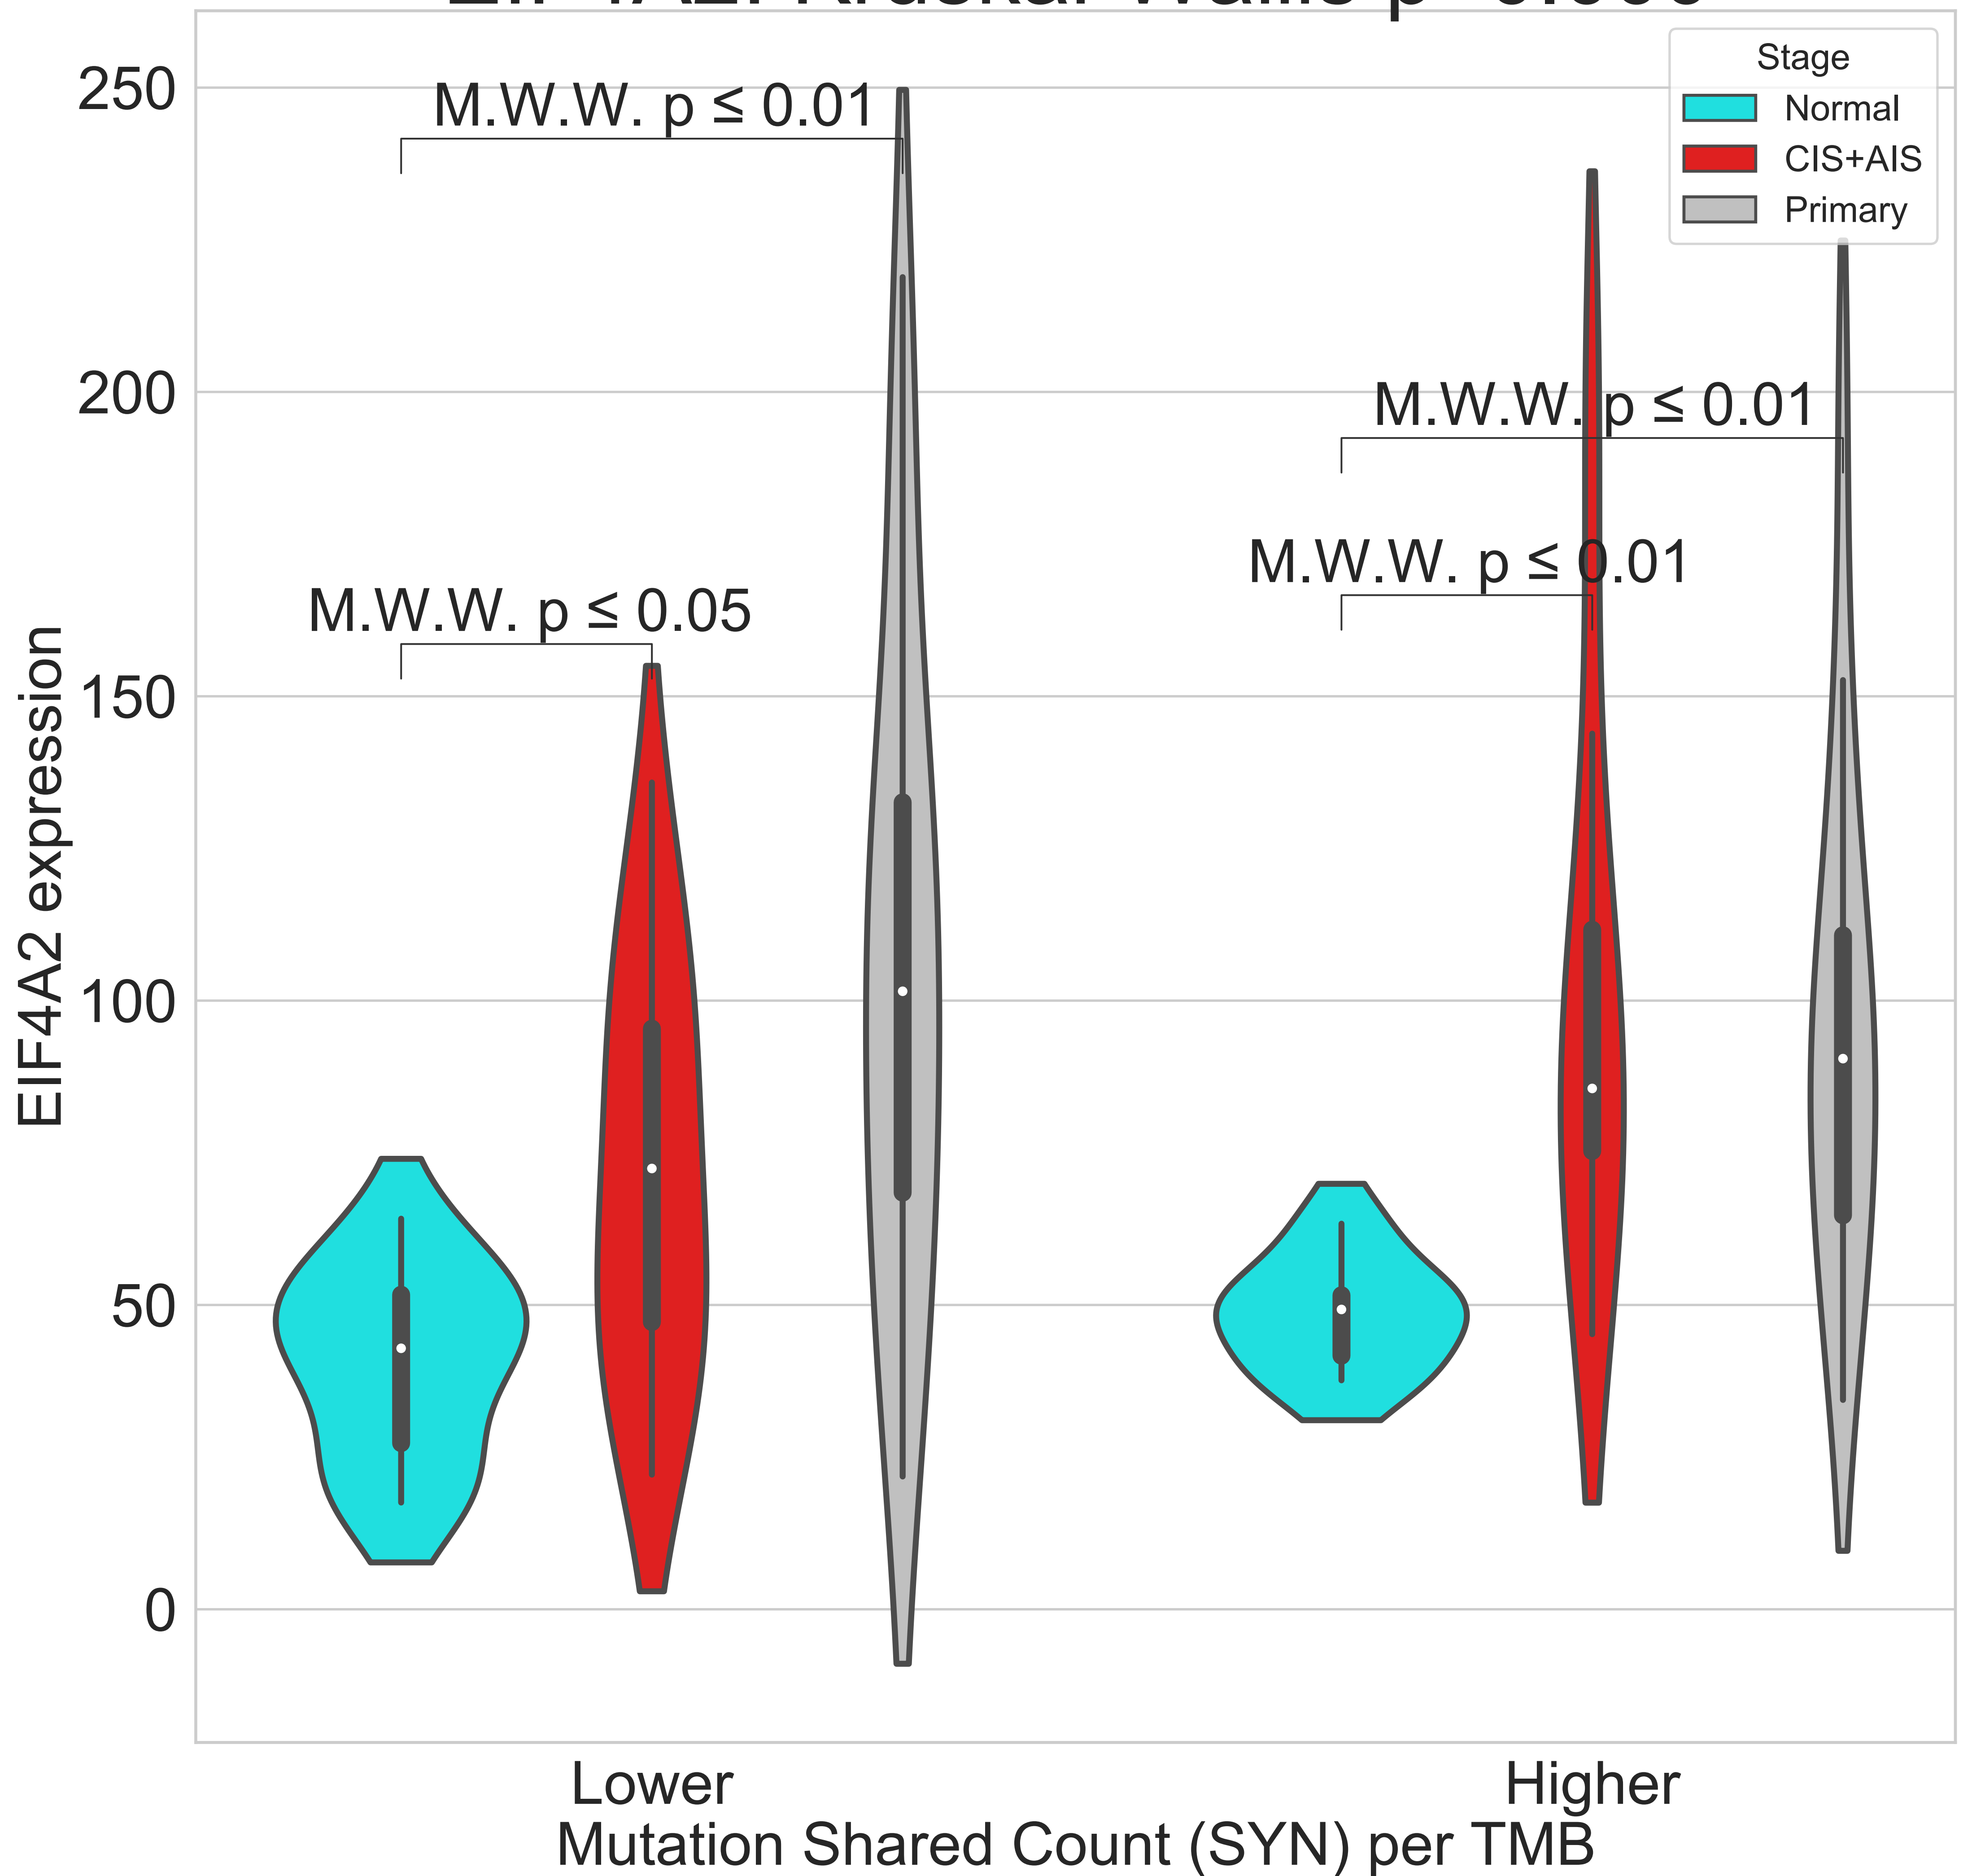 250
M.W.W. p ≤ 0.01
Stage
Normal
CIS+AIS
Primary
200
M.W.W. p ≤ 0.01
M.W.W. p ≤ 0.01
M.W.W. p ≤ 0.05
150
EIF4A2 expression
100
50
0
Lower
Higher
Mutation Shared Count (SYN) per TMB